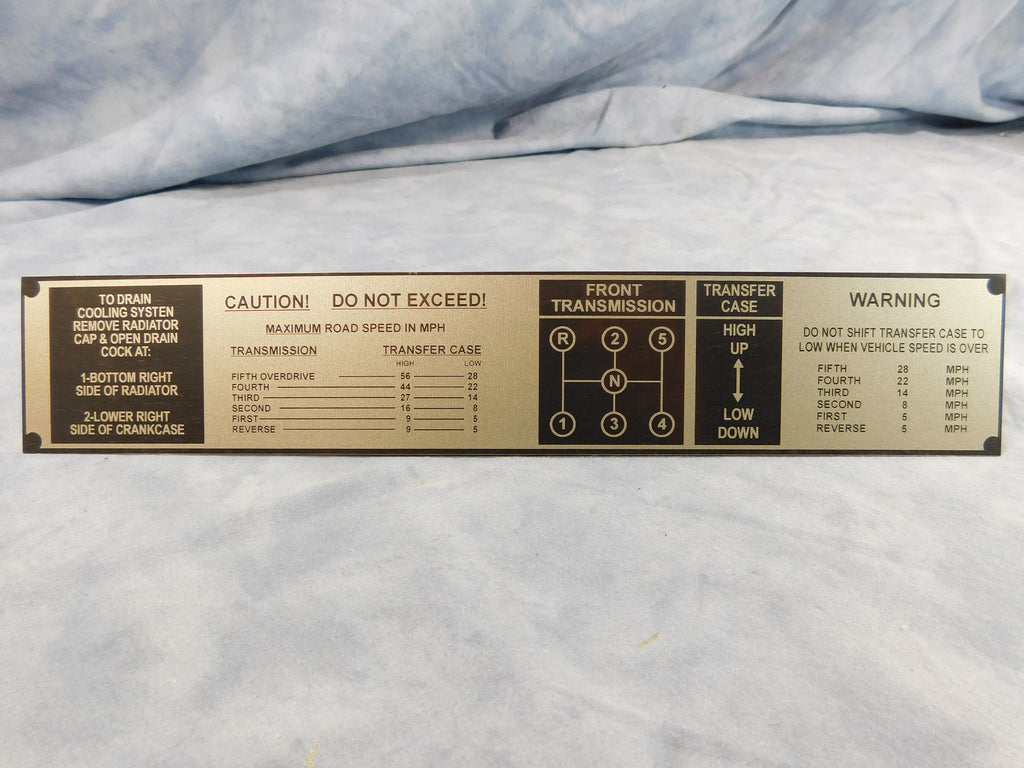 TO DRAIN
COOLING SYSTEN
REMOVE RADIATOR
CAP & OPEN DRAIN
COCK AT:
1-BOTTOM RIGHT
SIDE OF RADIATOR
2-LOWER RIGHT
SIDE OF CRANKCASE
CAUTION! DO NOT EXCEED!
MAXIMUM ROAD SPEED IN MPH
TRANSMISSION TRANSFER CASE
HIGH LOW
FIFTH OVERDRIVE 56 28
FOURTH 44 22
THIRD 27 14
SECOND 16 8
FIRST 9 5
REVERSE 9 5
FRONT
TRANSMISSION
R 2 5
N
1 3 4
TRANSFER
CASE
HIGH
UP
LOW
DOWN
WARNING
DO NOT SHIFT TRANSFER CASE TO
LOW WHEN VEHICLE SPEED IS OVER
FIFTH 28 MPH
FOURTH 22 MPH
THIRD 14 MPH
SECOND 8 MPH
FIRST 5 MPH
REVERSE 5 MPH